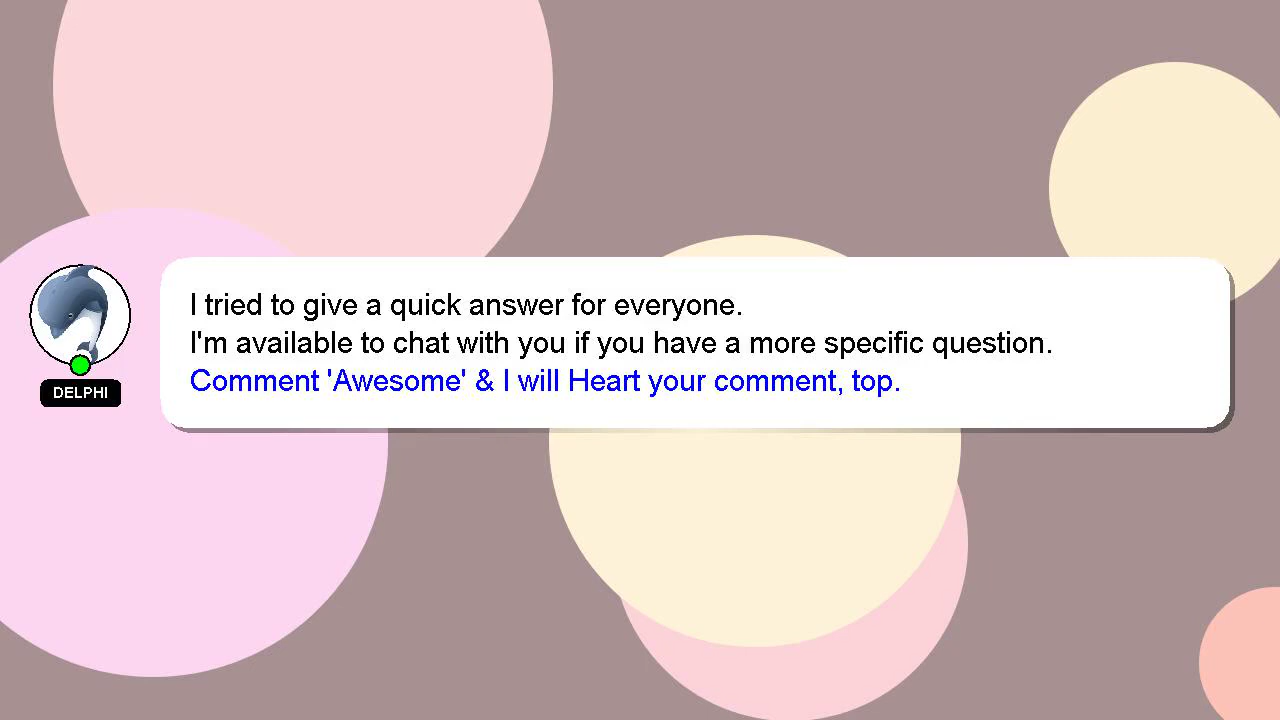 I tried to give a quick answer for everyone.
I'm available to chat with you if you have a more specific question.
Comment 'Awesome' & I will Heart your comment, top.
DELPHI